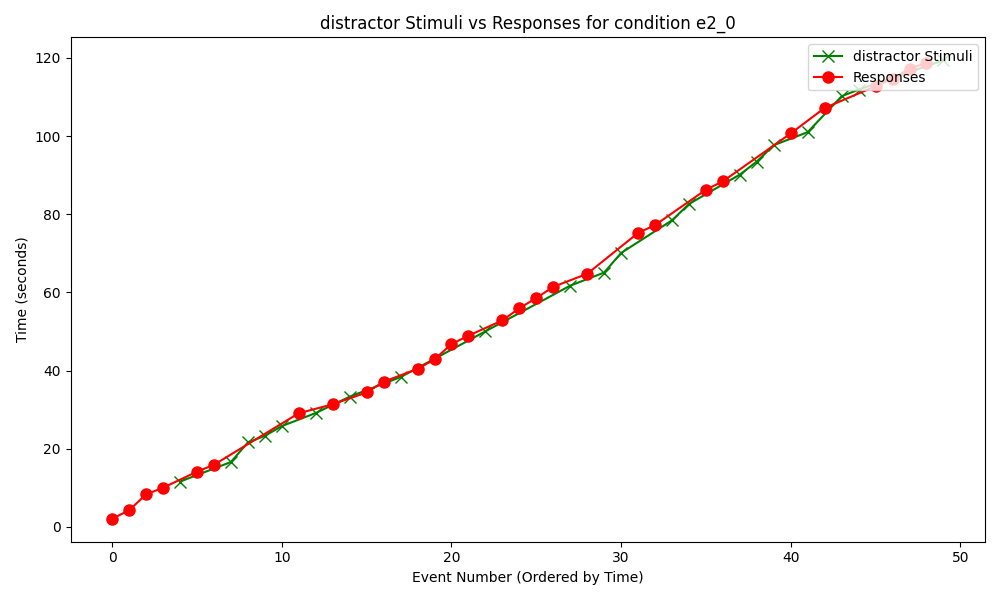 distractor Stimuli vs Responses for condition e2_0
distractor Stimuli
Responses
120
100
80
60
40
20
0
Time (seconds)
0 10 20 30 40 50
Event Number (Ordered by Time)